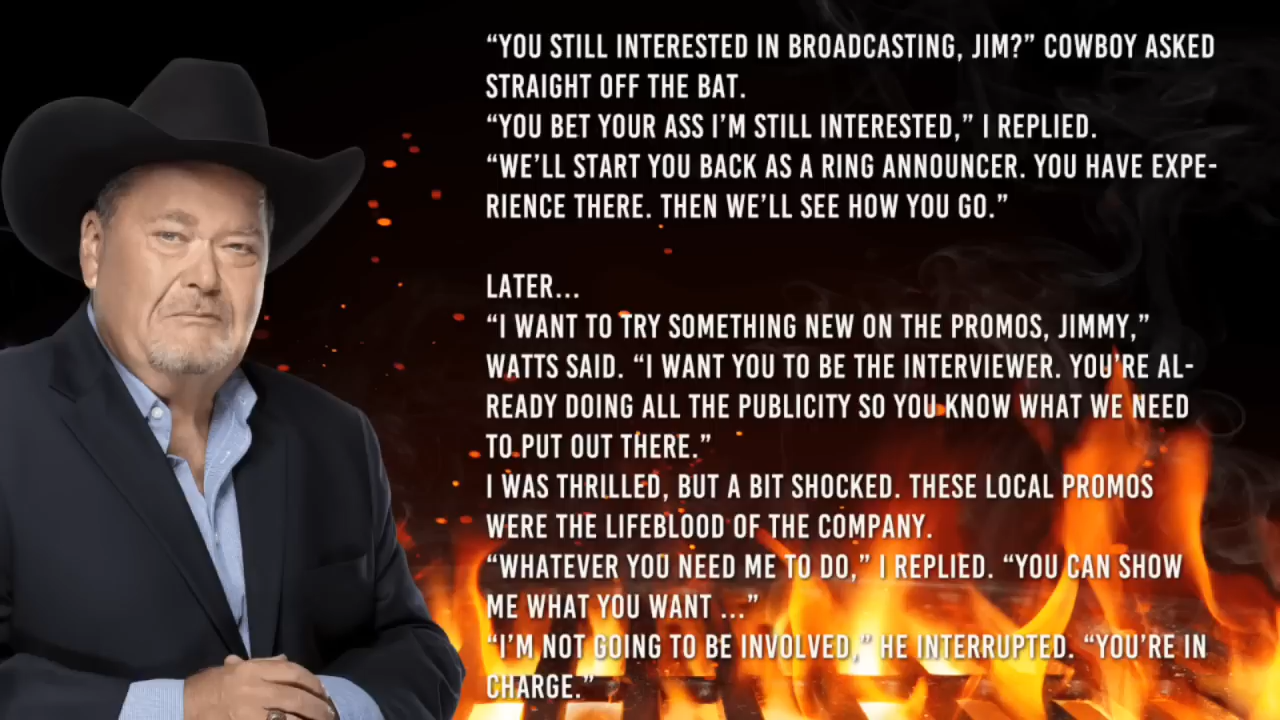 “YOU STILL INTERESTED IN BROADCASTING, JIM?” COWBOY ASKED
STRAIGHT OFF THE BAT.
“YOU BET YOUR ASS I’M STILL INTERESTED,” I REPLIED.
“WE’LL START YOU BACK AS A RING ANNOUNCER. YOU HAVE EXPE-
RIENCE THERE. THEN WE’LL SEE HOW YOU GO.”
LATER...
“I WANT TO TRY SOMETHING NEW ON THE PROMOS, JIMMY,”
WATTS SAID. “I WANT YOU TO BE THE INTERVIEWER. YOU’RE AL-
READY DOING ALL THE PUBLICITY SO YOU KNOW WHAT WE NEED
TO PUT OUT THERE.”
I WAS THRILLED, BUT A BIT SHOCKED. THESE LOCAL PROMOS
WERE THE LIFEBLOOD OF THE COMPANY.
“WHATEVER YOU NEED ME TO DO,” I REPLIED. “YOU CAN SHOW
ME WHAT YOU WANT ...”
“I’M NOT GOING TO BE INVOLVED,” HE INTERRUPTED. “YOU’RE IN
CHARGE.”